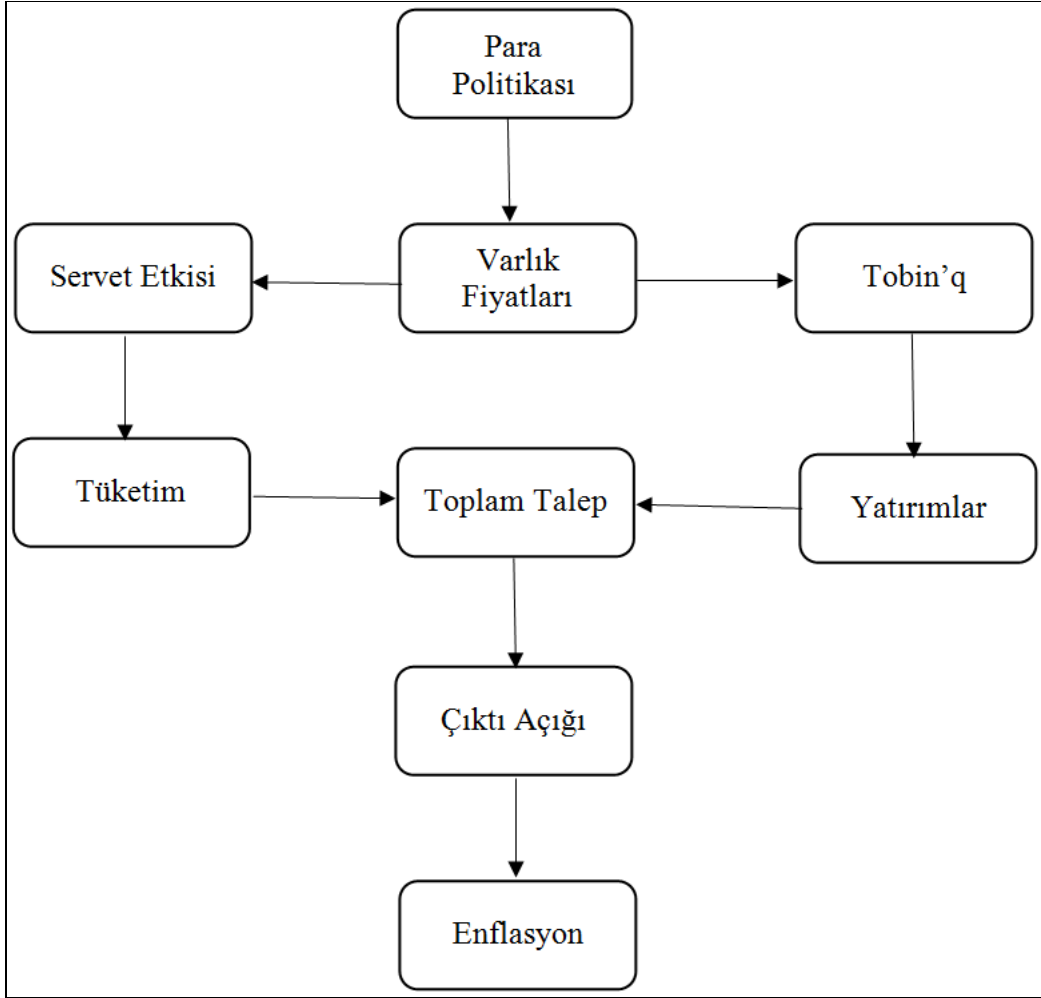 Para
Politikası
Servet Etkisi
Varlık
Fiyatları
Tobin’q
Tüketim
Toplam Talep
Yatırımlar
Çıktı Açığı
Enflasyon